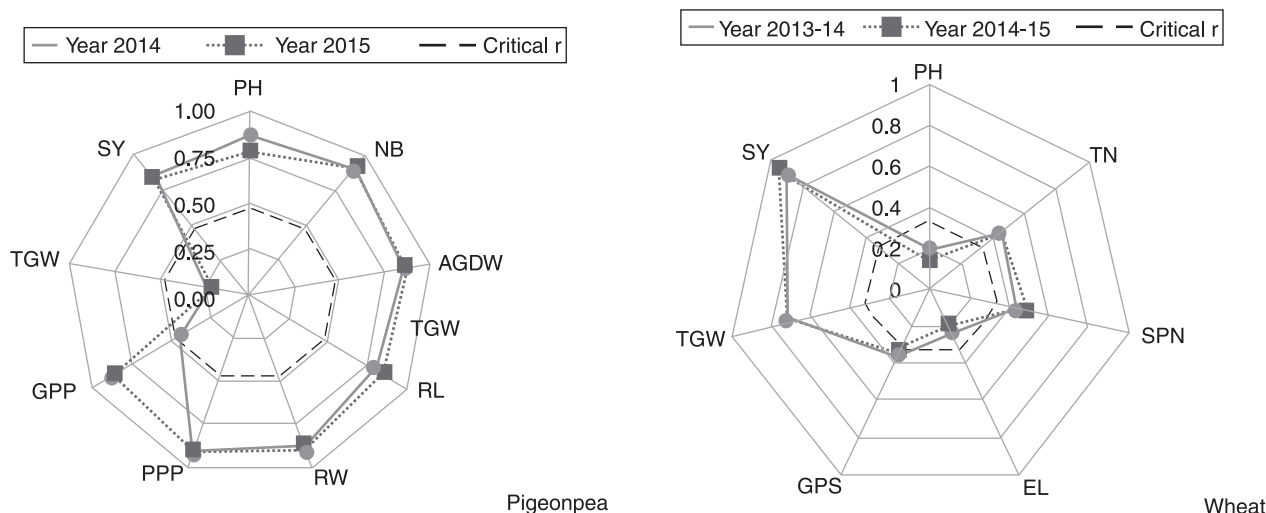 Year 2014 Year 2015 Critical r
PH
1.00
0.75
0.50
0.25
0.00
NB
AGDW
TGW
RL
RW
PPP
GPP
TGW
SY
Pigeonpea
Year 2013-14 Year 2014-15 Critical r
PH
1
0.8
0.6
0.4
0.2
0
TN
SPN
EL
GPS
TGW
SY
Wheat